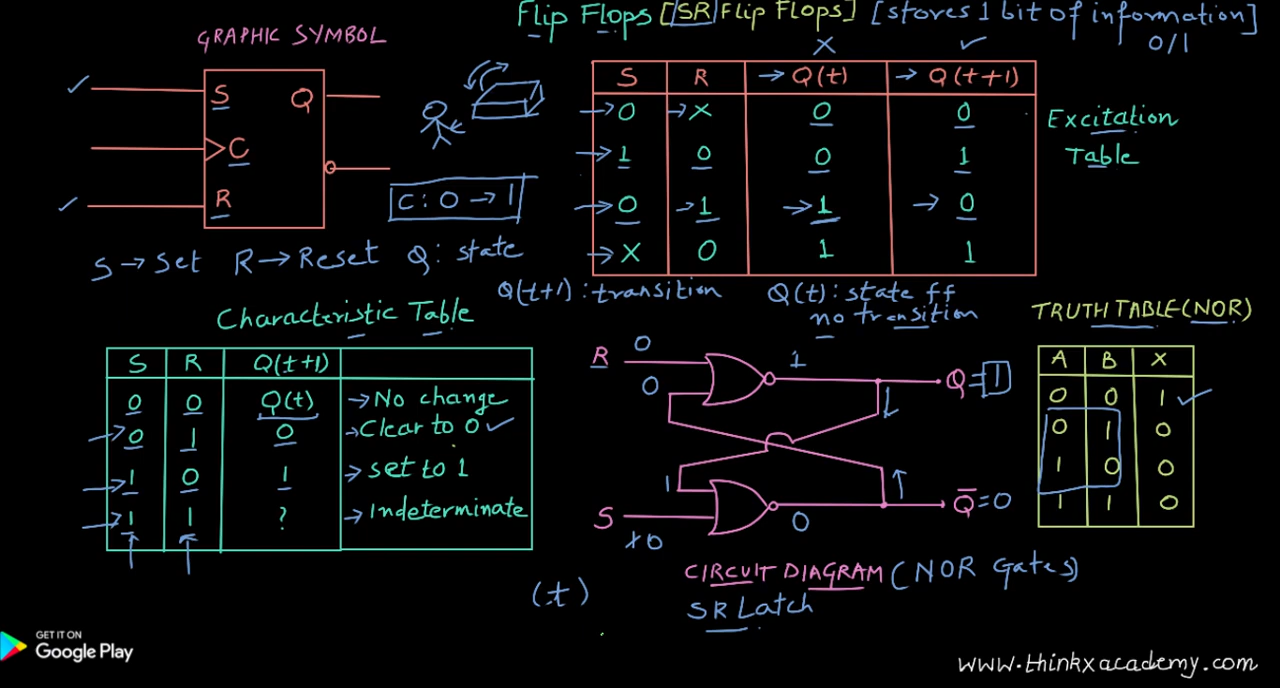 Flip Flops [SR Flip Flops] [stores 1 bit of information]
0/1
GRAPHIC SYMBOL
S Q
C
R
C: 0 → 1
S → Set R → Reset Q: state
x ✓
S R → Q(t) → Q(t+1)
→ 0 → X 0 0
→ 1 0 0 1
→ 0 → 1 → 1 → 0
→ X 0 1 1
Excitation
Table
Q(t+1): transition
Q(t): state ff
no transition
Characteristic Table
S R Q(t+1)
0 0 Q(t) → No change
→ 0 1 0 → Clear to 0 ✓
→ 1 0 1 → set to 1
→ 1 1 ? → Indeterminate
(t)
R 0
0
1
Q = 1
1
S
x 0
0
Q̅ = 0
CIRCUIT DIAGRAM (NOR Gates)
SR Latch
TRUTH TABLE (NOR)
A B X
0 0 1 ✓
0 1 0
1 0 0
1 1 0
GET IT ON
Google Play
www.thinkxacademy.com